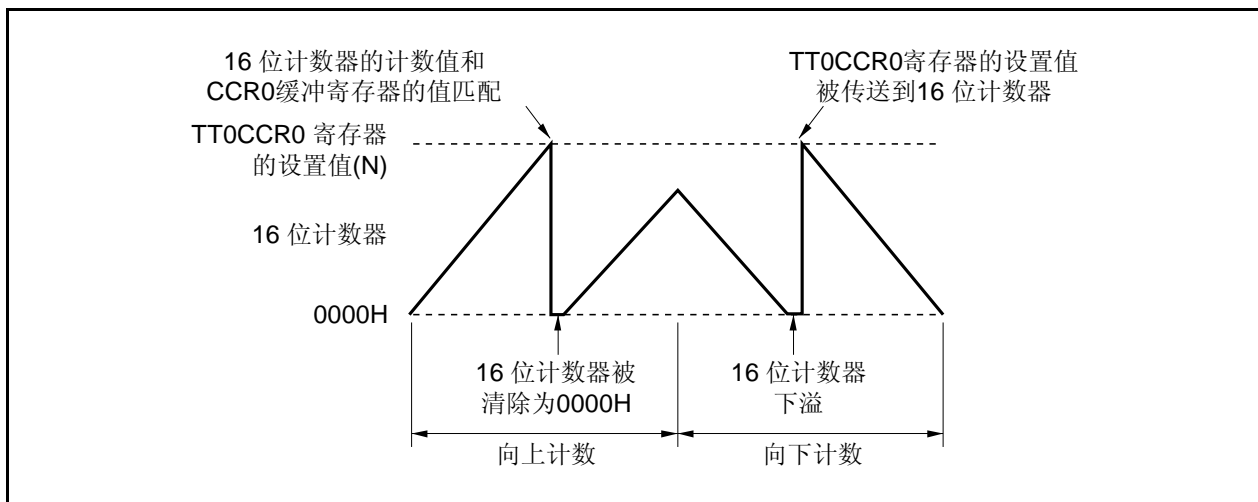 16 位计数器的计数值和
CCR0缓冲寄存器的值匹配
TT0CCR0寄存器的设置值
被传送到16 位计数器
TT0CCR0 寄存器
的设置值(N)
16 位计数器
0000H
16 位计数器被
清除为0000H
16 位计数器
下溢
向上计数
向下计数